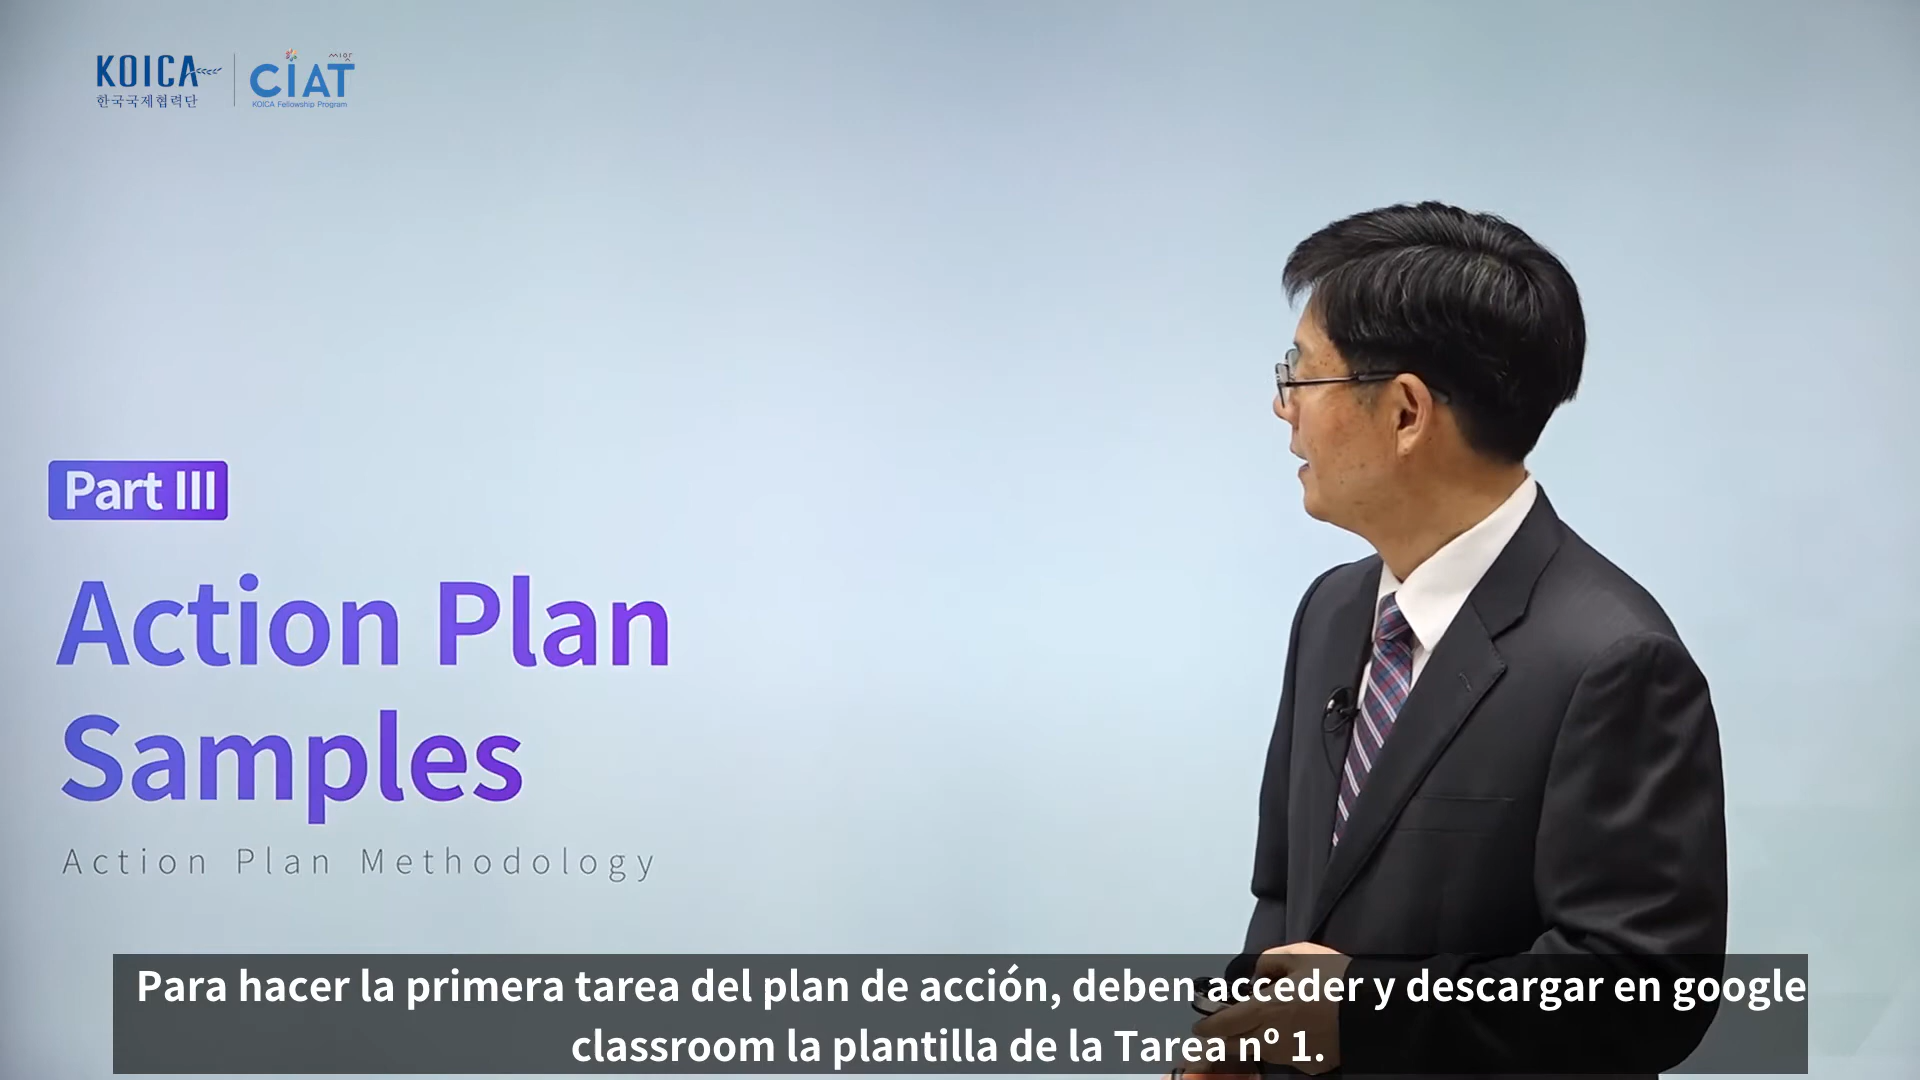 KOICA
한국국제협력단
씨앗
CIAT
KOICA Fellowship Program
Part III
Action Plan
Samples
Action Plan Methodology
Para hacer la primera tarea del plan de acción, deben acceder y descargar en google
classroom la plantilla de la Tarea nº 1.